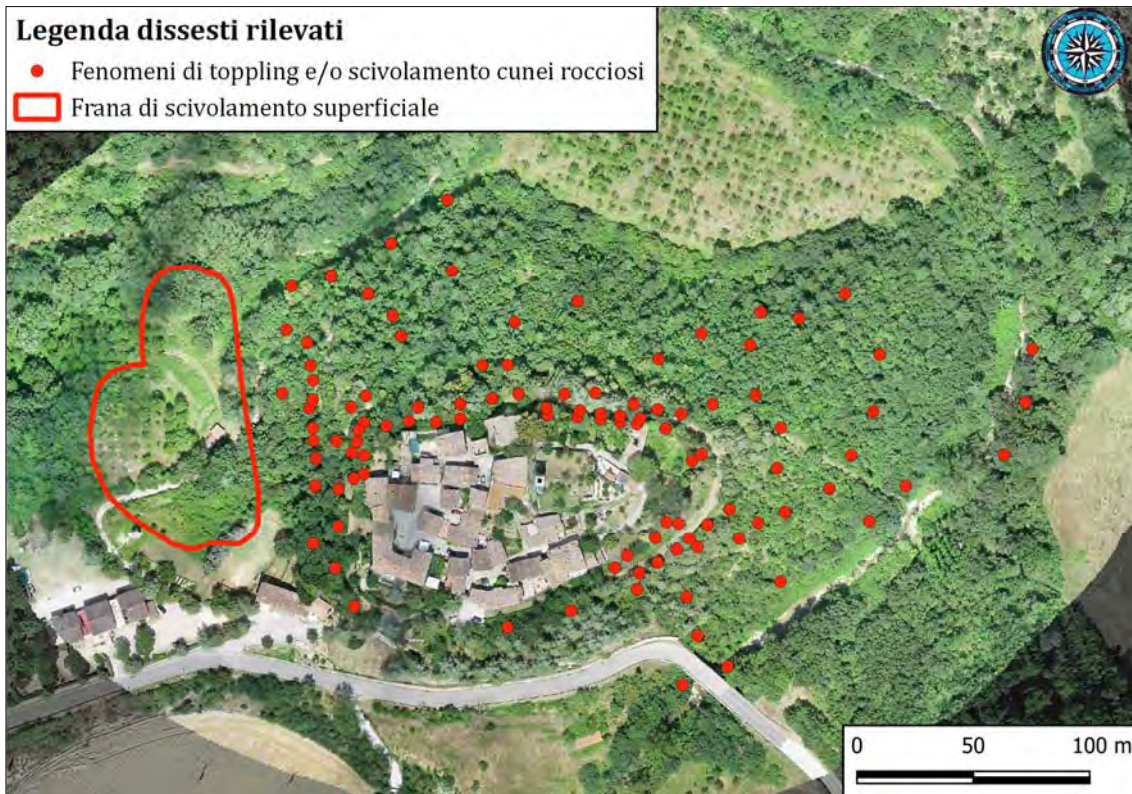 Legenda dissesti rilevati
Fenomeni di toppling e/o scivolamento cunei rocciosi
Frana di scivolamento superficiale
0 50 100 m